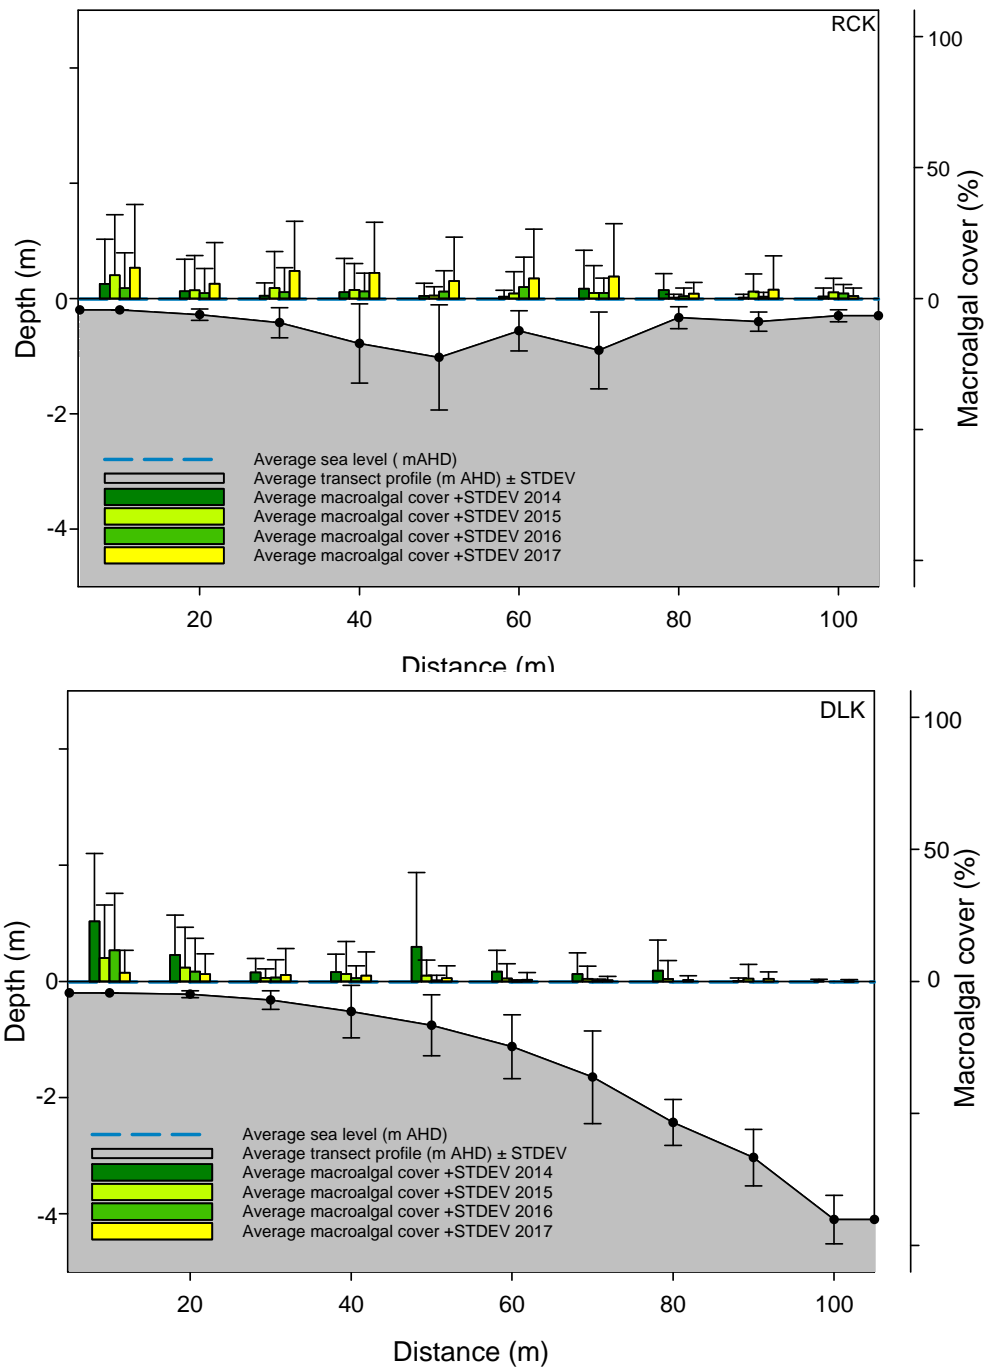 RCK
100
50
0
Macroalgal cover (%)
Depth (m)
0
-2
-4
Average sea level ( mAHD)
Average transect profile (m AHD) ± STDEV
Average macroalgal cover +STDEV 2014
Average macroalgal cover +STDEV 2015
Average macroalgal cover +STDEV 2016
Average macroalgal cover +STDEV 2017
20 40 60 80 100
Distance (m)
DLK
100
50
0
Macroalgal cover (%)
Depth (m)
0
-2
-4
Average sea level (m AHD)
Average transect profile (m AHD) ± STDEV
Average macroalgal cover +STDEV 2014
Average macroalgal cover +STDEV 2015
Average macroalgal cover +STDEV 2016
Average macroalgal cover +STDEV 2017
20 40 60 80 100
Distance (m)